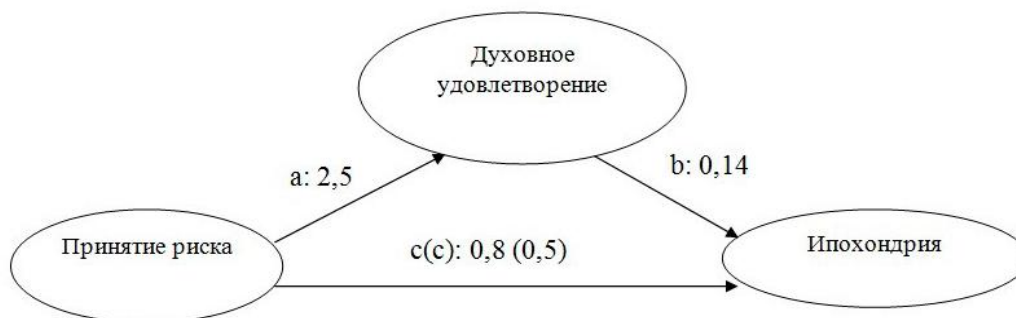 Духовное
удовлетворение
a: 2,5
b: 0,14
Принятие риска
c(c): 0,8 (0,5)
Ипохондрия